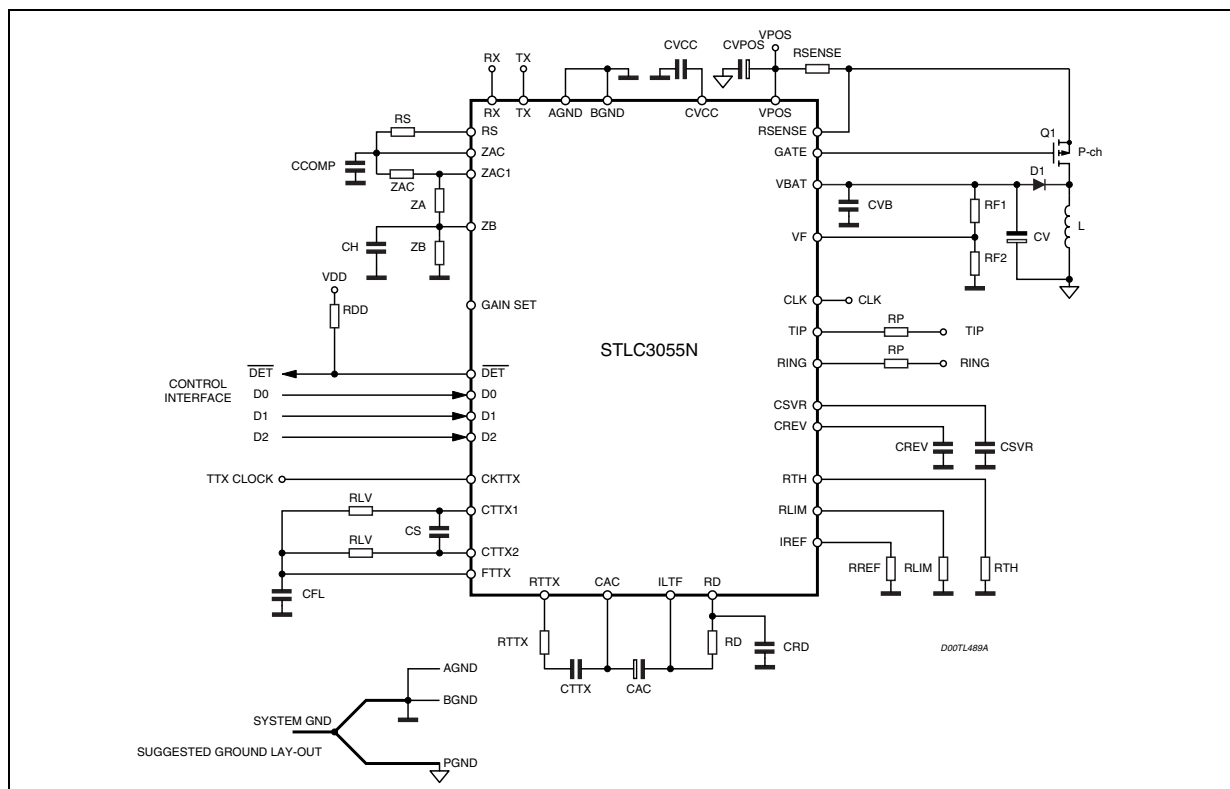 VPOS
RX TX CVCC CVPOS RSENSE
RX TX AGND BGND CVCC VPOS
RS RS RSENSE
Q1
ZAC GATE P-ch
CCOMP ZAC1 D1
ZAC VBAT
ZA CVB RF1
ZB L
CH ZB VF CV
RF2
VDD
CLK CLK
GAIN SET
RDD RP
TIP TIP
STLC3055N RP
RING RING
DET DET
CONTROL
INTERFACE
D0 D0
CSVR
D1 D1 CREV
D2 D2 CREV CSVR
TTX CLOCK CKTTX RTH
RLV CTTX1 RLIM
CS
RLV IREF
CTTX2
FTTX RREF RLIM RTH
CFL RTTX CAC ILTF RD
RTTX RD CRD
D00TL489A
AGND
CTTX CAC
BGND
SYSTEM GND
SUGGESTED GROUND LAY-OUT
PGND